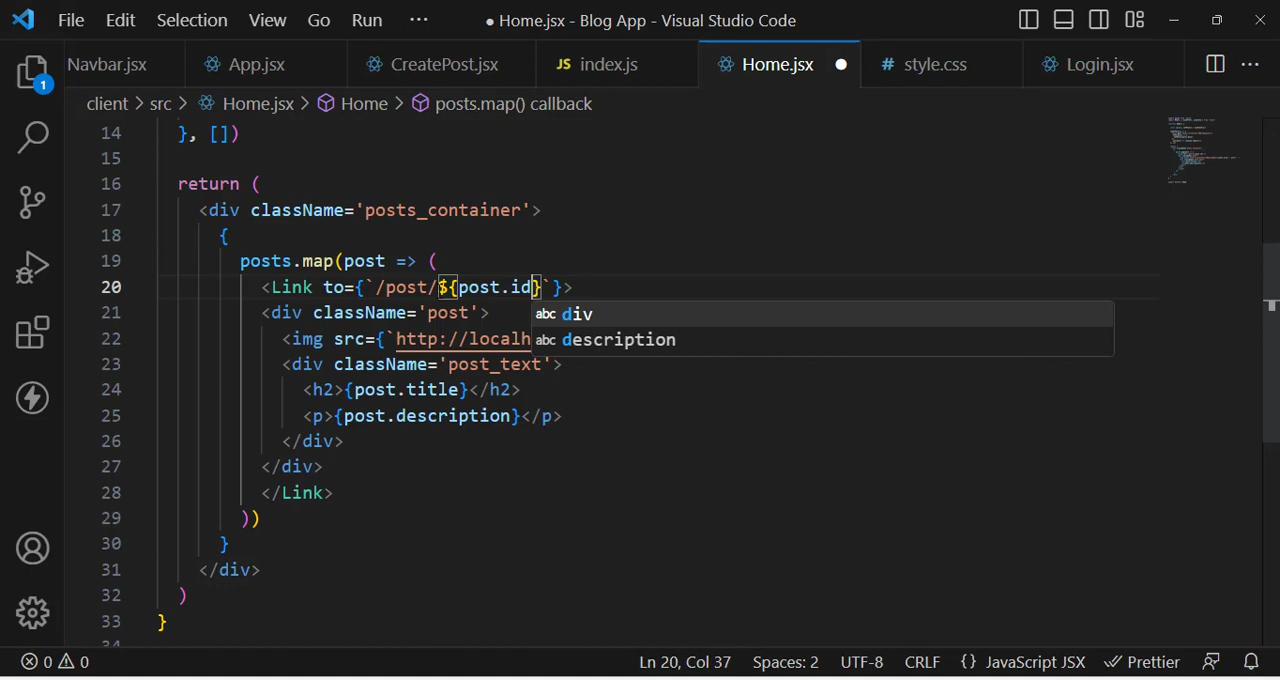 File Edit Selection View Go Run ··· ● Home.jsx - Blog App - Visual Studio Code
Navbar.jsx App.jsx CreatePost.jsx JS index.js Home.jsx # style.css Login.jsx ···
1
client > src > Home.jsx > Home > posts.map() callback
14 }, [])
15
16 return (
17 <div className='posts_container'>
18 {
19 posts.map(post => (
20 <Link to={`/post/${post.id}`}>
21 <div className='post'>
abc div
22 <img src={`http://localh
abc description
23 <div className='post_text'>
24 <h2>{post.title}</h2>
25 <p>{post.description}</p>
26 </div>
27 </div>
28 </Link>
29 ))
30 }
31 </div>
32 )
33 }
0 0 Ln 20, Col 37 Spaces: 2 UTF-8 CRLF {} JavaScript JSX Prettier